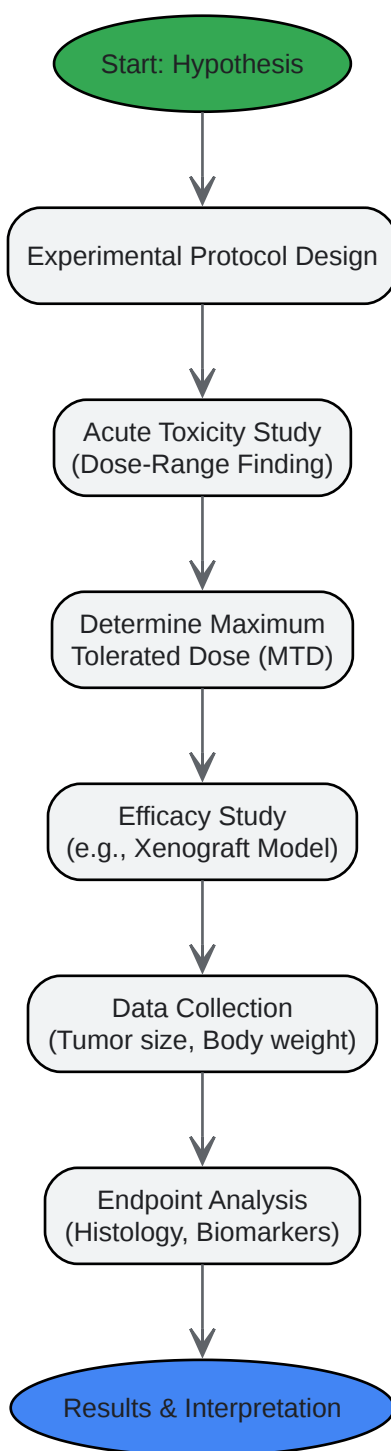 Start: Hypothesis
Experimental Protocol Design
Acute Toxicity Study
(Dose-Range Finding)
Determine Maximum
Tolerated Dose (MTD)
Efficacy Study
(e.g., Xenograft Model)
Data Collection
(Tumor size, Body weight)
Endpoint Analysis
(Histology, Biomarkers)
Results & Interpretation